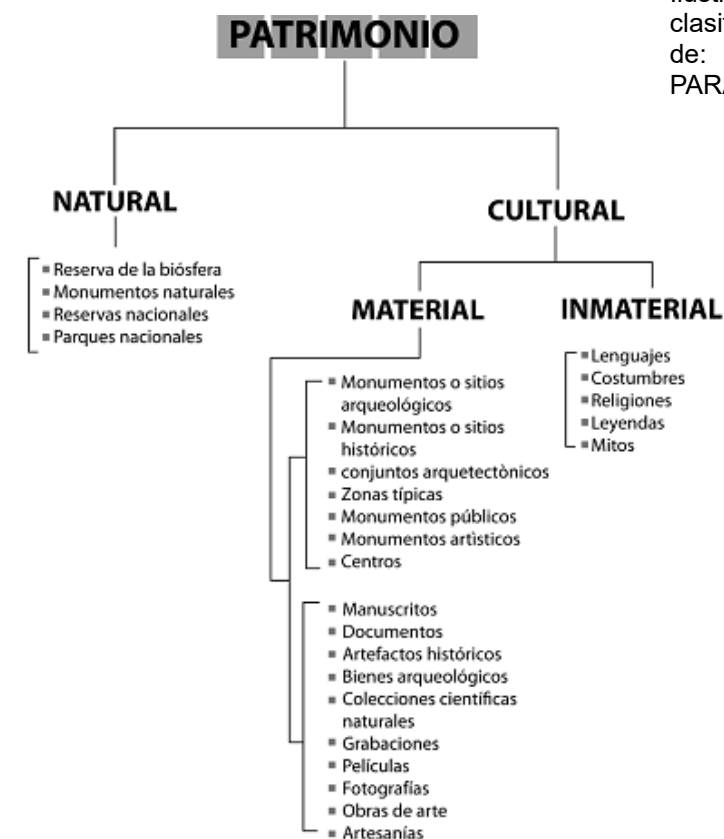 PATRIMONIO
clasi
de:
PARA
NATURAL
Reserva de la biósfera
Monumentos naturales
Reservas nacionales
Parques nacionales
CULTURAL
MATERIAL
Monumentos o sitios
arqueológicos
Monumentos o sitios
históricos
conjuntos arquetectònicos
Zonas típicas
Monumentos públicos
Monumentos artìsticos
Centros
Manuscritos
Documentos
Artefactos históricos
Bienes arqueológicos
Colecciones científicas
naturales
Grabaciones
Películas
Fotografías
Obras de arte
Artesanías
INMATERIAL
Lenguajes
Costumbres
Religiones
Leyendas
Mitos